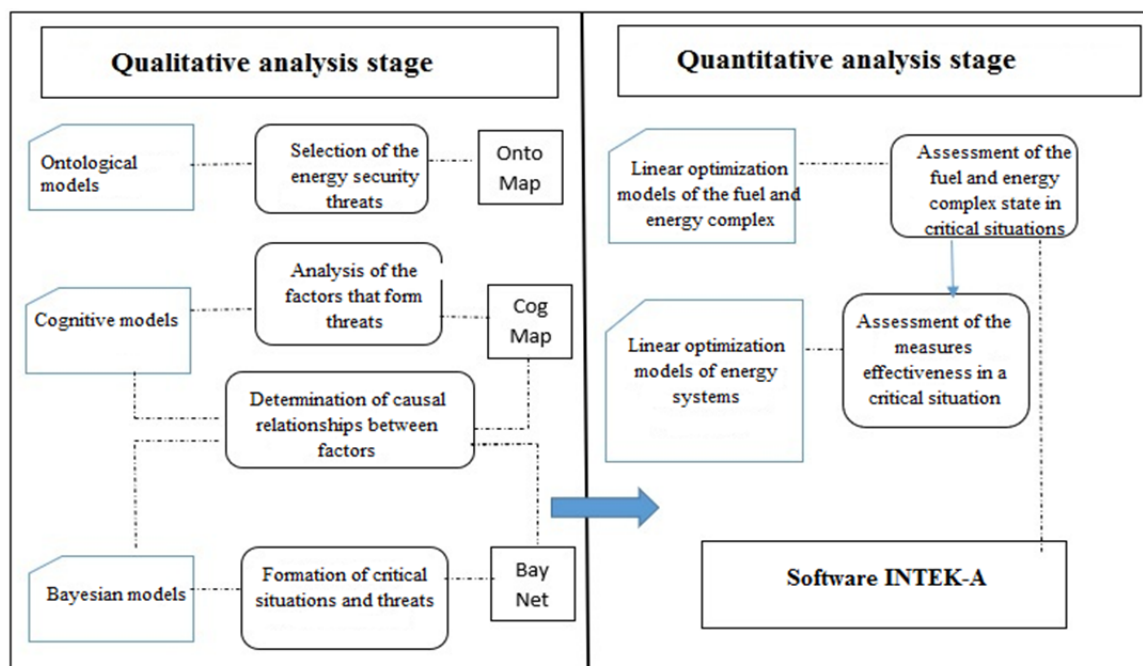 Qualitative analysis stage
Ontological
models
Selection of the
energy security
threats
Onto
Map
Cognitive models
Analysis of the
factors that form
threats
Cog
Map
Determination of causal
relationships between
factors
Bayesian models
Formation of critical
situations and threats
Bay
Net
Quantitative analysis stage
Linear optimization
models of the fuel and
energy complex
Assessment of the
fuel and energy
complex state in
critical situations
Linear optimization
models of energy
systems
Assessment of the
measures
effectiveness in a
critical situation
Software INTEK-A